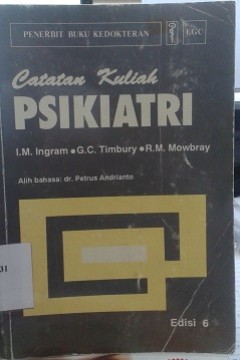 PENERBIT BUKU KEDOKTERAN
EGC
Catatan Kuliah
PSIKIATRI
I.M. Ingram ● G.C. Timbury ● R.M. Mowbray
Alih bahasa: dr. Petrus Andrianto
Edisi 6